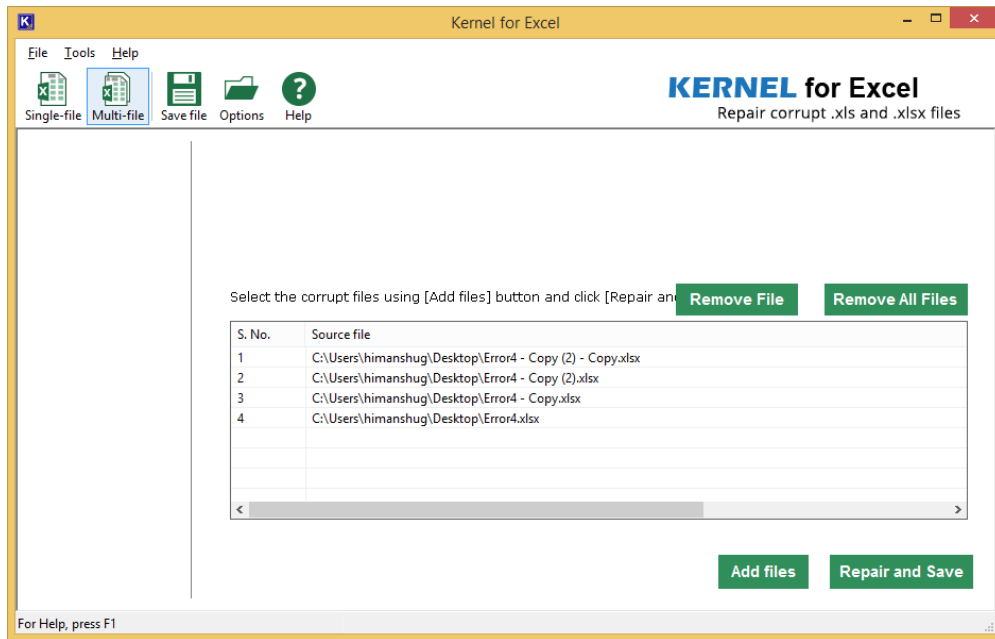 K
Kernel for Excel
File Tools Help
Single-file Multi-file Save file Options Help
KERNEL for Excel
Repair corrupt .xls and .xlsx files
Select the corrupt files using [Add files] button and click [Repair an
Remove File Remove All Files
S. No. Source file
1 C:\Users\himanshug\Desktop\Error4 - Copy (2) - Copy.xlsx
2 C:\Users\himanshug\Desktop\Error4 - Copy (2).xlsx
3 C:\Users\himanshug\Desktop\Error4 - Copy.xlsx
4 C:\Users\himanshug\Desktop\Error4.xlsx
Add files Repair and Save
For Help, press F1